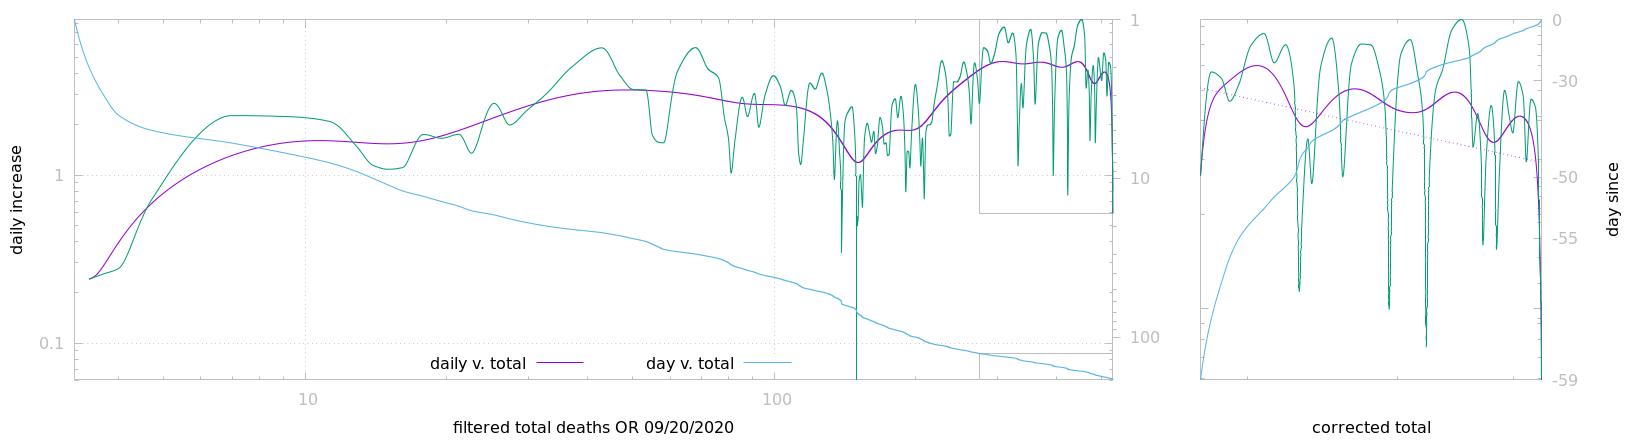 daily increase
1
0.1
10
100
1
10
100
daily v. total
day v. total
filtered total deaths OR 09/20/2020
0
-30
-50
-55
-59
day since
corrected total